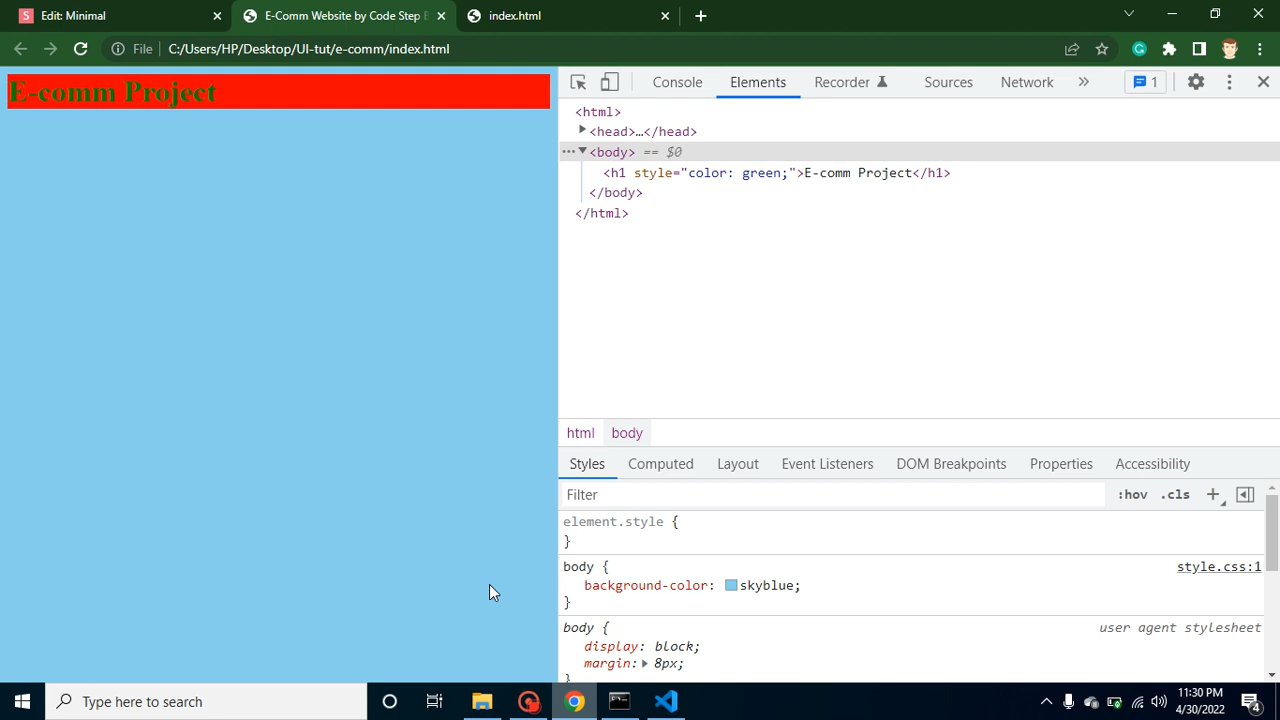 Edit: Minimal
E-Comm Website by Code Step B
index.html
File C:/Users/HP/Desktop/UI-tut/e-comm/index.html
E-comm Project
Console Elements Recorder Sources Network 1
<html>
<head>…</head>
<body> == $0
<h1 style="color: green;">E-comm Project</h1>
</body>
</html>
html body
Styles Computed Layout Event Listeners DOM Breakpoints Properties Accessibility
Filter :hov .cls
element.style {
}
body { style.css:1
background-color: skyblue;
}
body { user agent stylesheet
display: block;
margin: 8px;
}
Type here to search
11:30 PM
4/30/2022
4